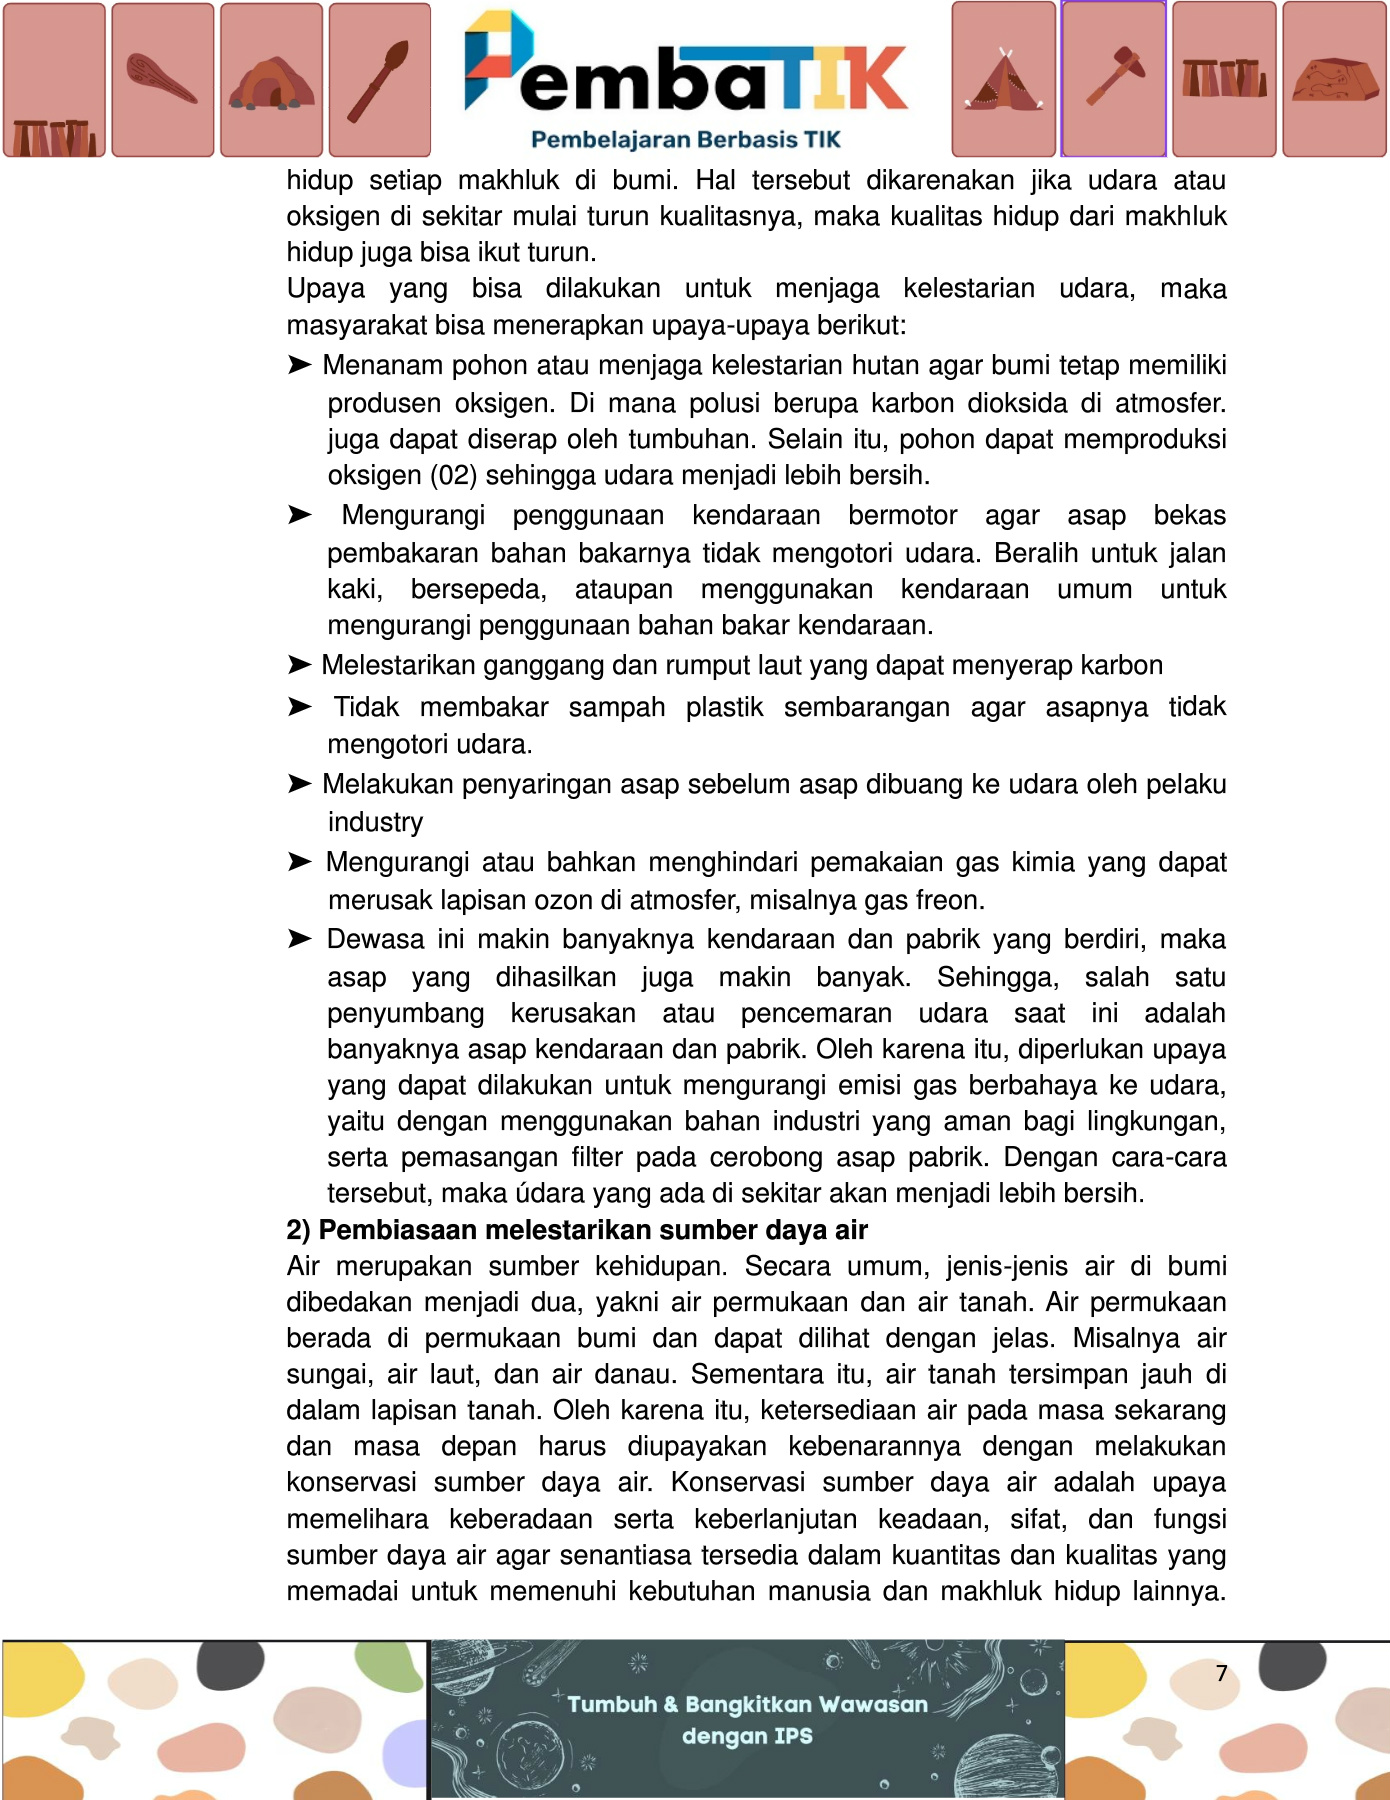 PembaTIK
Pembelajaran Berbasis TIK
hidup setiap makhluk di bumi. Hal tersebut dikarenakan jika udara atau
oksigen di sekitar mulai turun kualitasnya, maka kualitas hidup dari makhluk
hidup juga bisa ikut turun.
Upaya yang bisa dilakukan untuk menjaga kelestarian udara, maka
masyarakat bisa menerapkan upaya-upaya berikut:
➤ Menanam pohon atau menjaga kelestarian hutan agar bumi tetap memiliki
produsen oksigen. Di mana polusi berupa karbon dioksida di atmosfer.
juga dapat diserap oleh tumbuhan. Selain itu, pohon dapat memproduksi
oksigen (02) sehingga udara menjadi lebih bersih.
➤ Mengurangi penggunaan kendaraan bermotor agar asap bekas
pembakaran bahan bakarnya tidak mengotori udara. Beralih untuk jalan
kaki, bersepeda, ataupan menggunakan kendaraan umum untuk
mengurangi penggunaan bahan bakar kendaraan.
➤ Melestarikan ganggang dan rumput laut yang dapat menyerap karbon
➤ Tidak membakar sampah plastik sembarangan agar asapnya tidak
mengotori udara.
➤ Melakukan penyaringan asap sebelum asap dibuang ke udara oleh pelaku
industry
➤ Mengurangi atau bahkan menghindari pemakaian gas kimia yang dapat
merusak lapisan ozon di atmosfer, misalnya gas freon.
➤ Dewasa ini makin banyaknya kendaraan dan pabrik yang berdiri, maka
asap yang dihasilkan juga makin banyak. Sehingga, salah satu
penyumbang kerusakan atau pencemaran udara saat ini adalah
banyaknya asap kendaraan dan pabrik. Oleh karena itu, diperlukan upaya
yang dapat dilakukan untuk mengurangi emisi gas berbahaya ke udara,
yaitu dengan menggunakan bahan industri yang aman bagi lingkungan,
serta pemasangan filter pada cerobong asap pabrik. Dengan cara-cara
tersebut, maka údara yang ada di sekitar akan menjadi lebih bersih.
2) Pembiasaan melestarikan sumber daya air
Air merupakan sumber kehidupan. Secara umum, jenis-jenis air di bumi
dibedakan menjadi dua, yakni air permukaan dan air tanah. Air permukaan
berada di permukaan bumi dan dapat dilihat dengan jelas. Misalnya air
sungai, air laut, dan air danau. Sementara itu, air tanah tersimpan jauh di
dalam lapisan tanah. Oleh karena itu, ketersediaan air pada masa sekarang
dan masa depan harus diupayakan kebenarannya dengan melakukan
konservasi sumber daya air. Konservasi sumber daya air adalah upaya
memelihara keberadaan serta keberlanjutan keadaan, sifat, dan fungsi
sumber daya air agar senantiasa tersedia dalam kuantitas dan kualitas yang
memadai untuk memenuhi kebutuhan manusia dan makhluk hidup lainnya.
7
Tumbuh & Bangkitkan Wawasan
dengan IPS